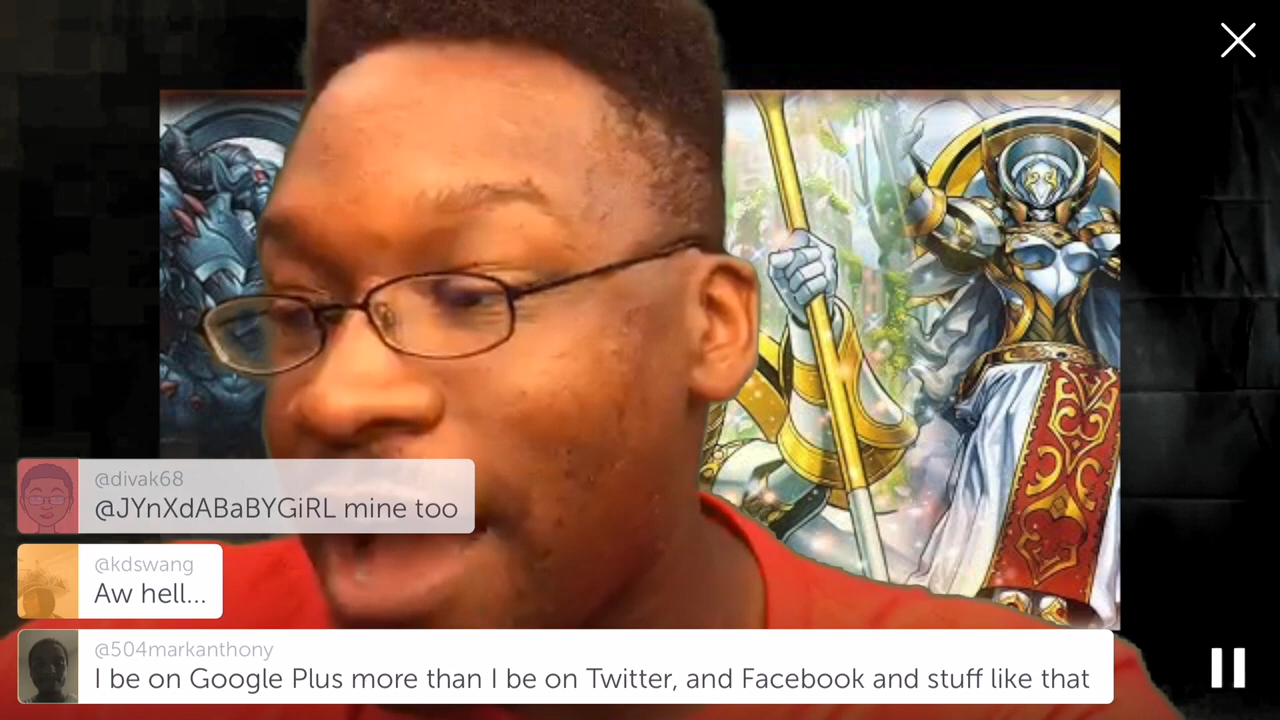 @divak68
@JYnXdABaBYGiRL mine too
@kdswang
Aw hell...
@504markanthony
I be on Google Plus more than I be on Twitter, and Facebook and stuff like that